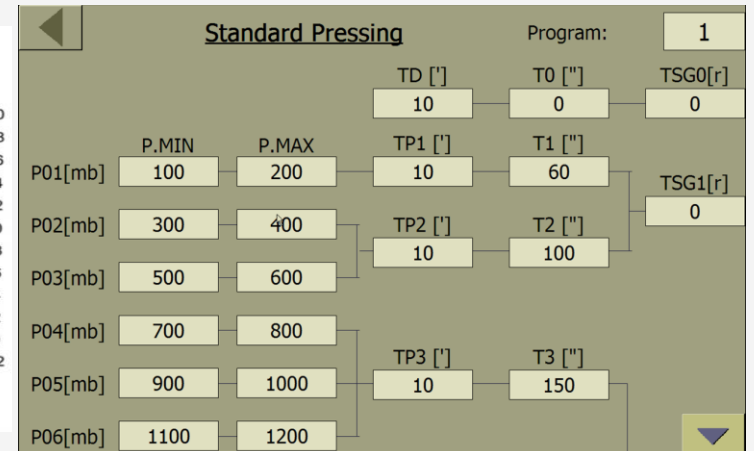 Standard Pressing Program: 1
TD ['] T0 ["] TSG0[r]
10 0 0
P.MIN P.MAX TP1 ['] T1 ["]
P01[mb] 100 200 10 60
TSG1[r]
0
P02[mb] 300 400 TP2 ['] T2 ["]
10 100
P03[mb] 500 600
P04[mb] 700 800
TP3 ['] T3 ["]
P05[mb] 900 1000 10 150
P06[mb] 1100 1200